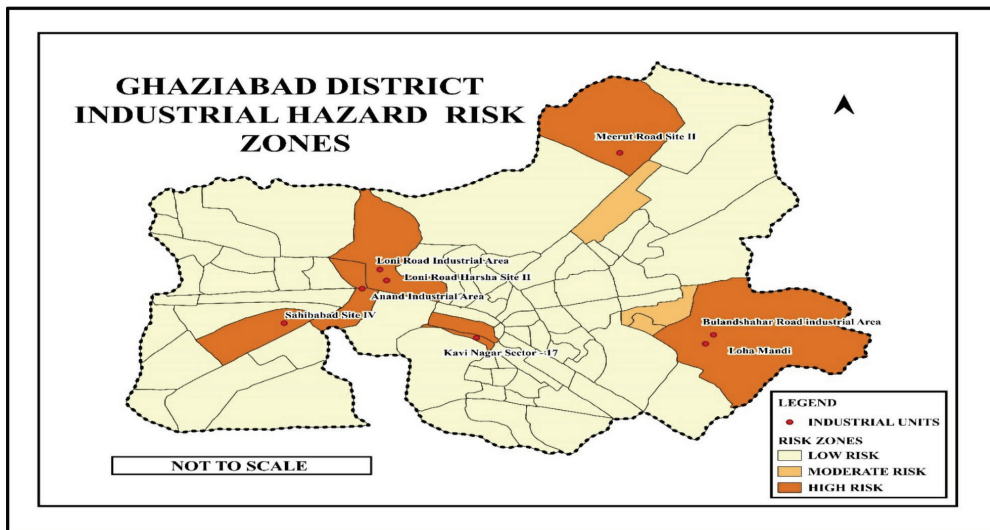 GHAZIABAD DISTRICT
INDUSTRIAL HAZARD RISK
ZONES
Meerut Road Site II
Loni Road Industrial Area
Loni Road Harsha Site II
Anand Industrial Area
Sahibabad Site IV
Kavi Nagar Sector - 17
Bulandshahar Road industrial Area
Loha Mandi
NOT TO SCALE
LEGEND
INDUSTRIAL UNITS
RISK ZONES
LOW RISK
MODERATE RISK
HIGH RISK